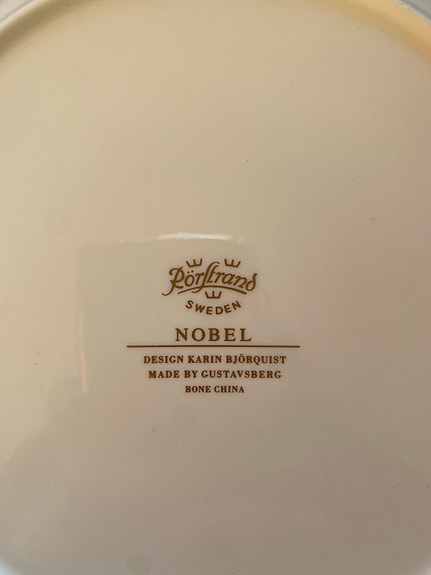 Rörstrand
SWEDEN
NOBEL
DESIGN KARIN BJÖRQUIST
MADE BY GUSTAVSBERG
BONE CHINA